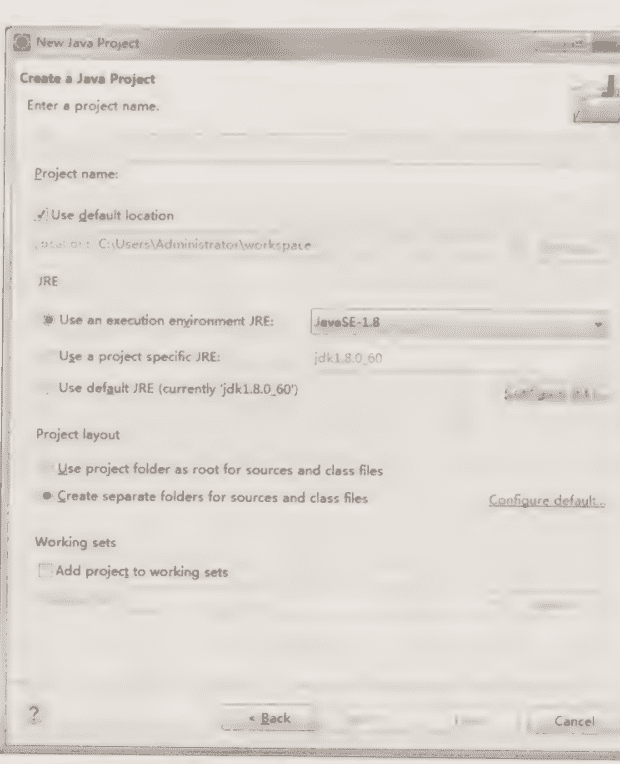 New Java Project
Create a Java Project
Enter a project name.
Project name:
Use default location
C:\Users\Administrator\workspace
JRE
Use an execution environment JRE: JavaSE-1.8
Use a project specific JRE: jdk1.8.0_60
Use default JRE (currently 'jdk1.8.0_60')
Project layout
Use project folder as root for sources and class files
Create separate folders for sources and class files Configure default...
Working sets
Add project to working sets
? < Back Cancel